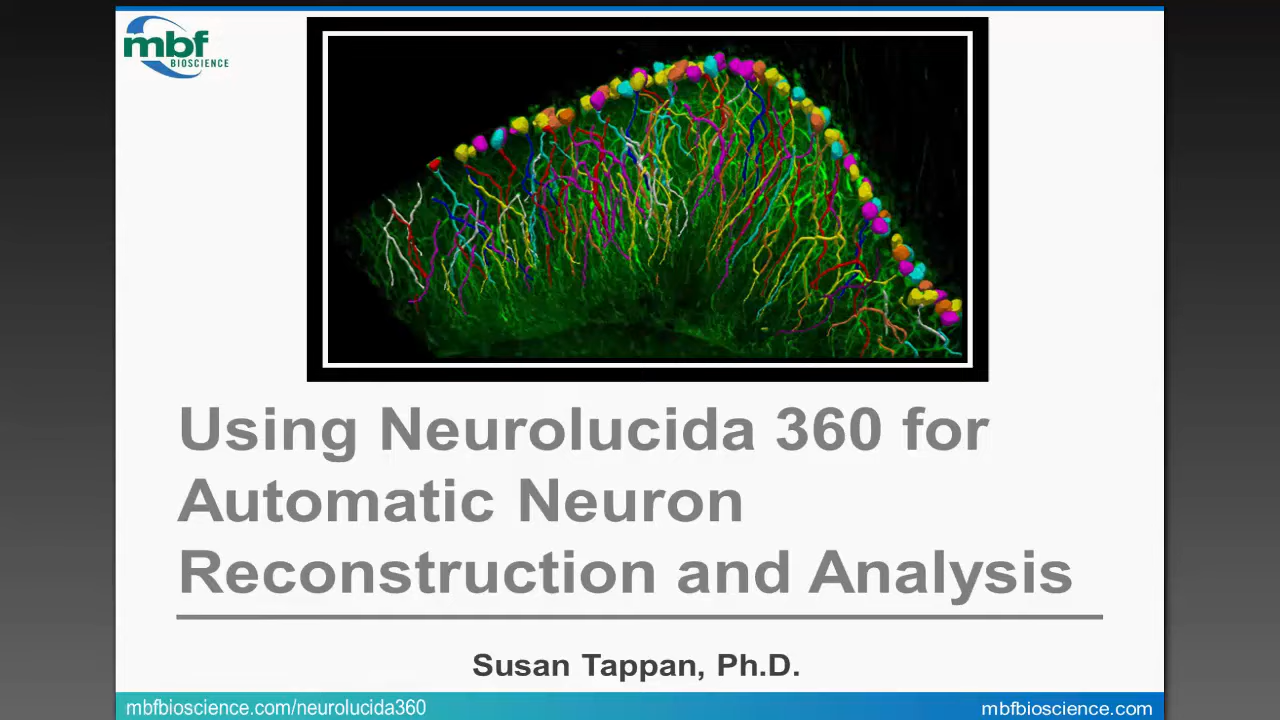 mbf
BIOSCIENCE
Using Neurolucida 360 for
Automatic Neuron
Reconstruction and Analysis
Susan Tappan, Ph.D.
mbfbioscience.com/neurolucida360
mbfbioscience.com